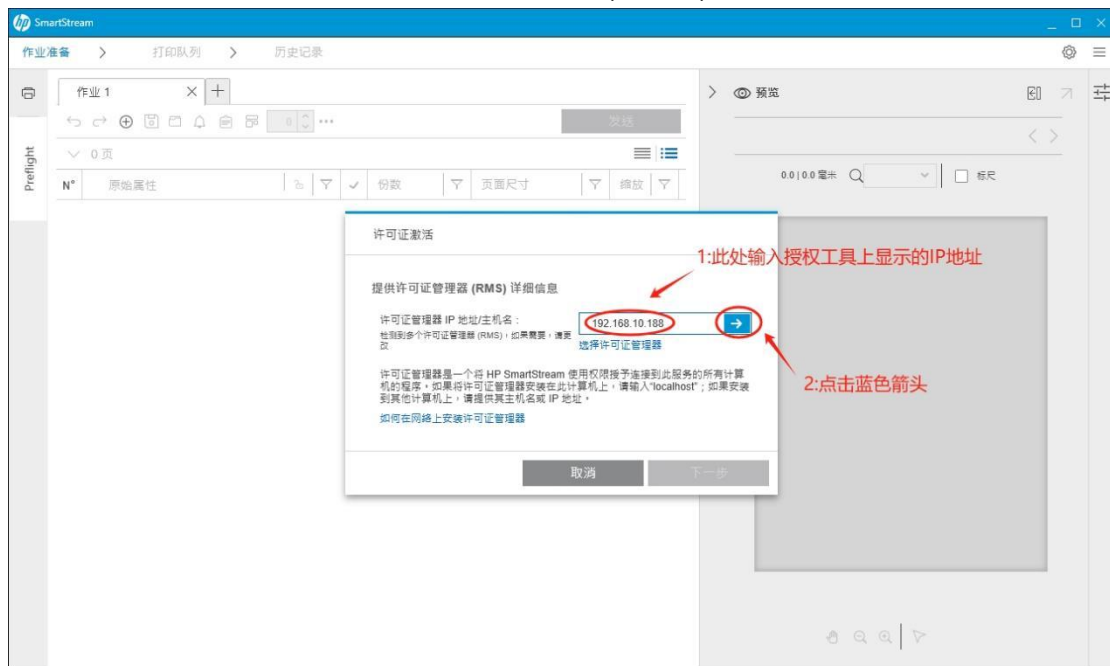 hp SmartStream
作业准备 > 打印队列 > 历史记录
作业 1
预览
0
发送
Preflight
0 页
N° 原始属性 份数 页面尺寸 缩放
0.0 | 0.0 毫米 标尺
许可证激活
1:此处输入授权工具上显示的IP地址
提供许可证管理器 (RMS) 详细信息
许可证管理器 IP 地址/主机名：
192.168.10.188
检测到多个许可证管理器 (RMS)，如果需要，请更改
选择许可证管理器
2:点击蓝色箭头
许可证管理器是一个将 HP SmartStream 使用权限授予连接到此服务的所有计算
机的程序。如果将许可证管理器安装在此计算机上，请输入"localhost"；如果安装
到其他计算机上，请提供其主机名或 IP 地址。
如何在网络上安装许可证管理器
取消 下一步